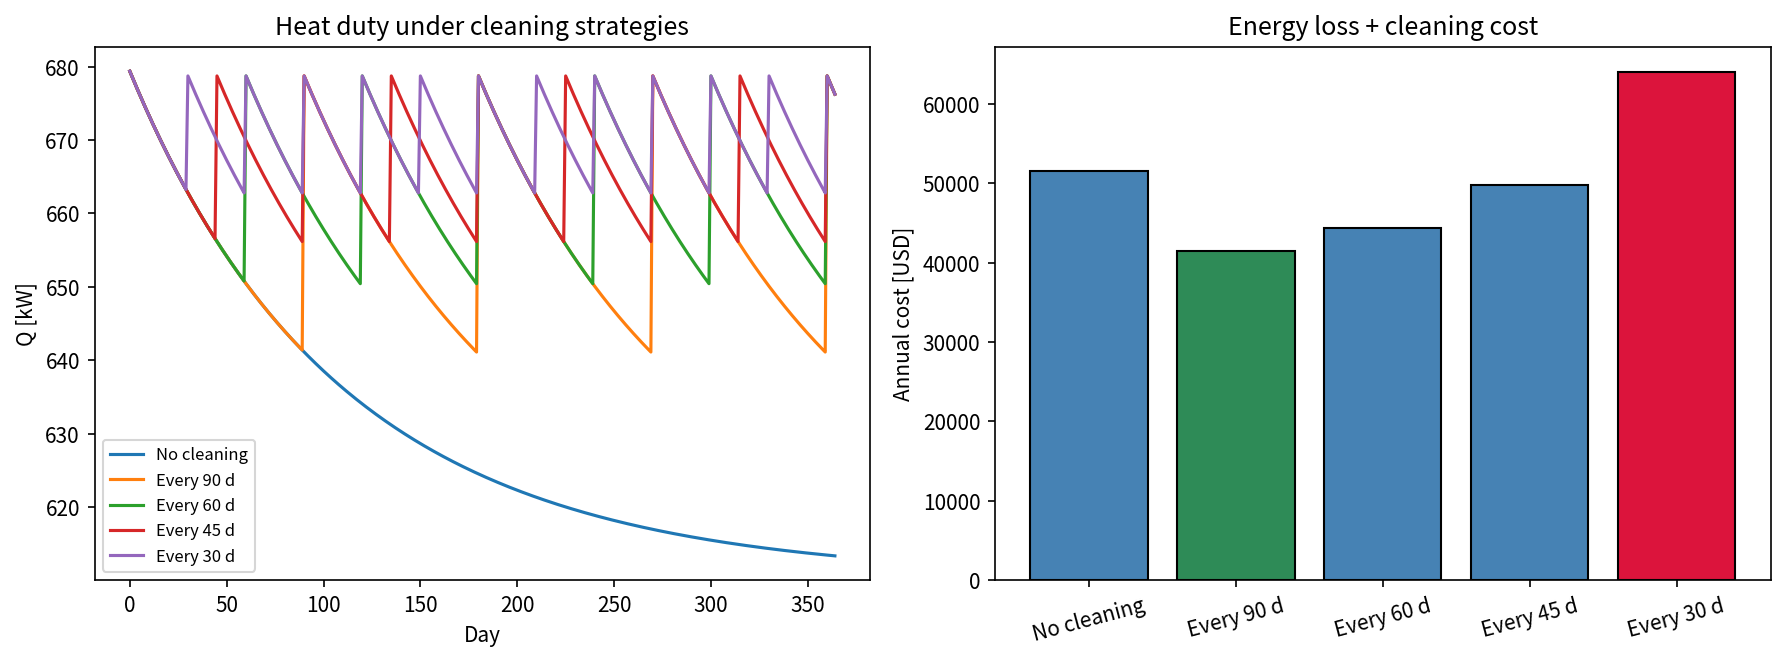 Heat duty under cleaning strategies
Q [kW]
680
670
660
650
640
630
620
No cleaning
Every 90 d
Every 60 d
Every 45 d
Every 30 d
0 50 100 150 200 250 300 350
Day
Energy loss + cleaning cost
Annual cost [USD]
60000
50000
40000
30000
20000
10000
0
No cleaning Every 90 d Every 60 d Every 45 d Every 30 d